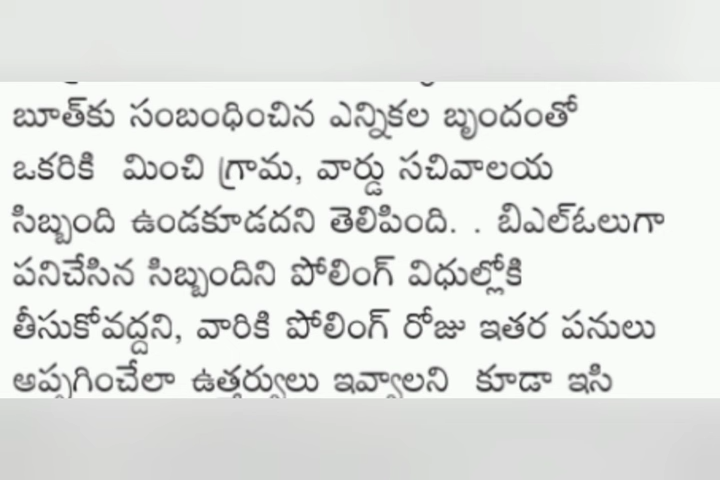 బూత్‌కు సంబంధించిన ఎన్నికల బృందంతో
ఒకరికి మించి గ్రామ, వార్డు సచివాలయ
సిబ్బంది ఉండకూడదని తెలిపింది. . బిఎల్‌ఓలుగా
పనిచేసిన సిబ్బందిని పోలింగ్ విధుల్లోకి
తీసుకోవద్దని, వారికి పోలింగ్ రోజు ఇతర పనులు
అప్పగించేలా ఉత్తర్వులు ఇవ్వాలని కూడా ఇసి